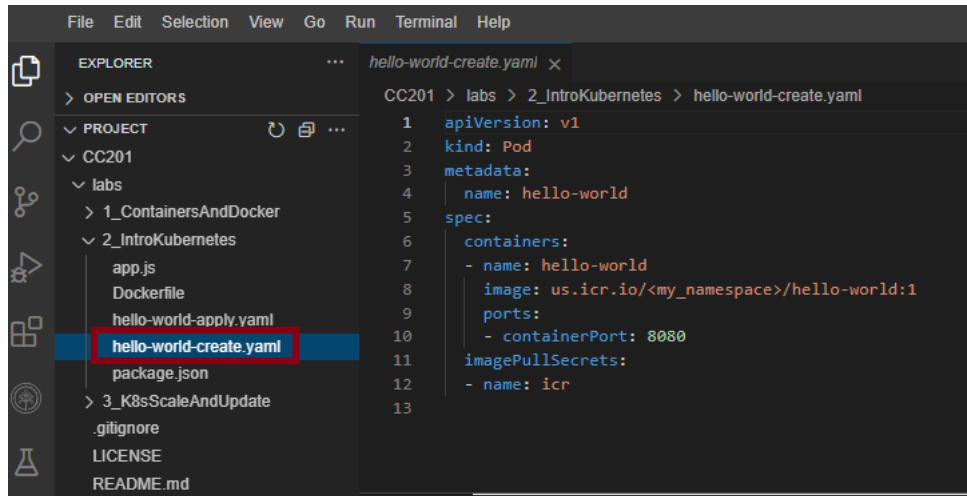 File Edit Selection View Go Run Terminal Help
EXPLORER ···
OPEN EDITORS
PROJECT ···
CC201
labs
1_ContainersAndDocker
2_IntroKubernetes
app.js
Dockerfile
hello-world-apply.yaml
hello-world-create.yaml
package.json
3_K8sScaleAndUpdate
.gitignore
LICENSE
README.md
hello-world-create.yaml
CC201 > labs > 2_IntroKubernetes > hello-world-create.yaml
1 apiVersion: v1
2 kind: Pod
3 metadata:
4 name: hello-world
5 spec:
6 containers:
7 - name: hello-world
8 image: us.icr.io/<my_namespace>/hello-world:1
9 ports:
10 - containerPort: 8080
11 imagePullSecrets:
12 - name: icr
13